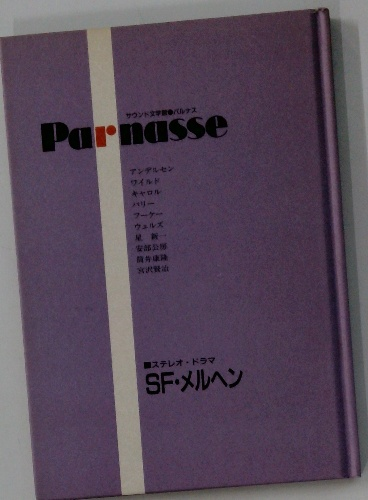 サウンド文学館●パルナス
Parnasse
アンデルセン
ワイルド
キャロル
バリー
フーケー
ウェルズ
星 新一
安部公房
筒井康隆
宮沢賢治
■ステレオ・ドラマ
SF・メルヘン